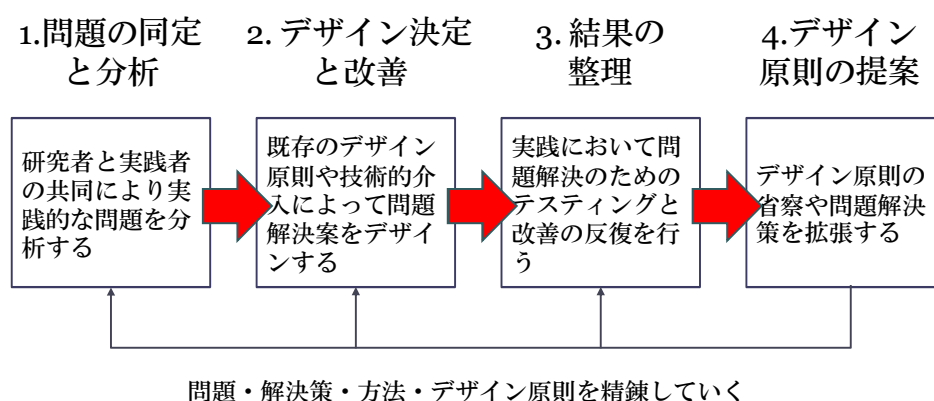 1.問題の同定
と分析
2. デザイン決定
と改善
3. 結果の
整理
4.デザイン
原則の提案
研究者と実践者
の共同により実
践的な問題を分
析する
既存のデザイン
原則や技術的介
入によって問題
解決案をデザイ
ンする
実践において問
題解決のための
テスティングと
改善の反復を行
う
デザイン原則の
省察や問題解決
策を拡張する
問題・解決策・方法・デザイン原則を精錬していく